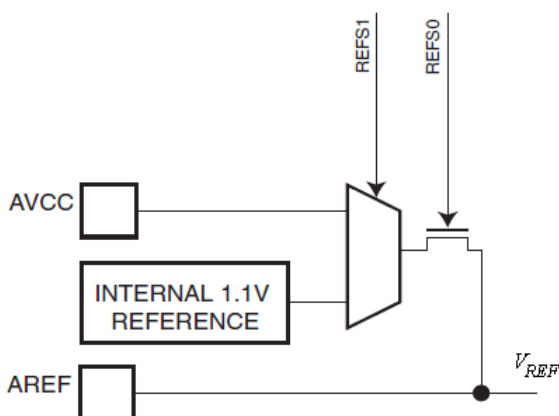 REFS1
REFS0
AVCC
INTERNAL 1.1V
REFERENCE
AREF
VREF